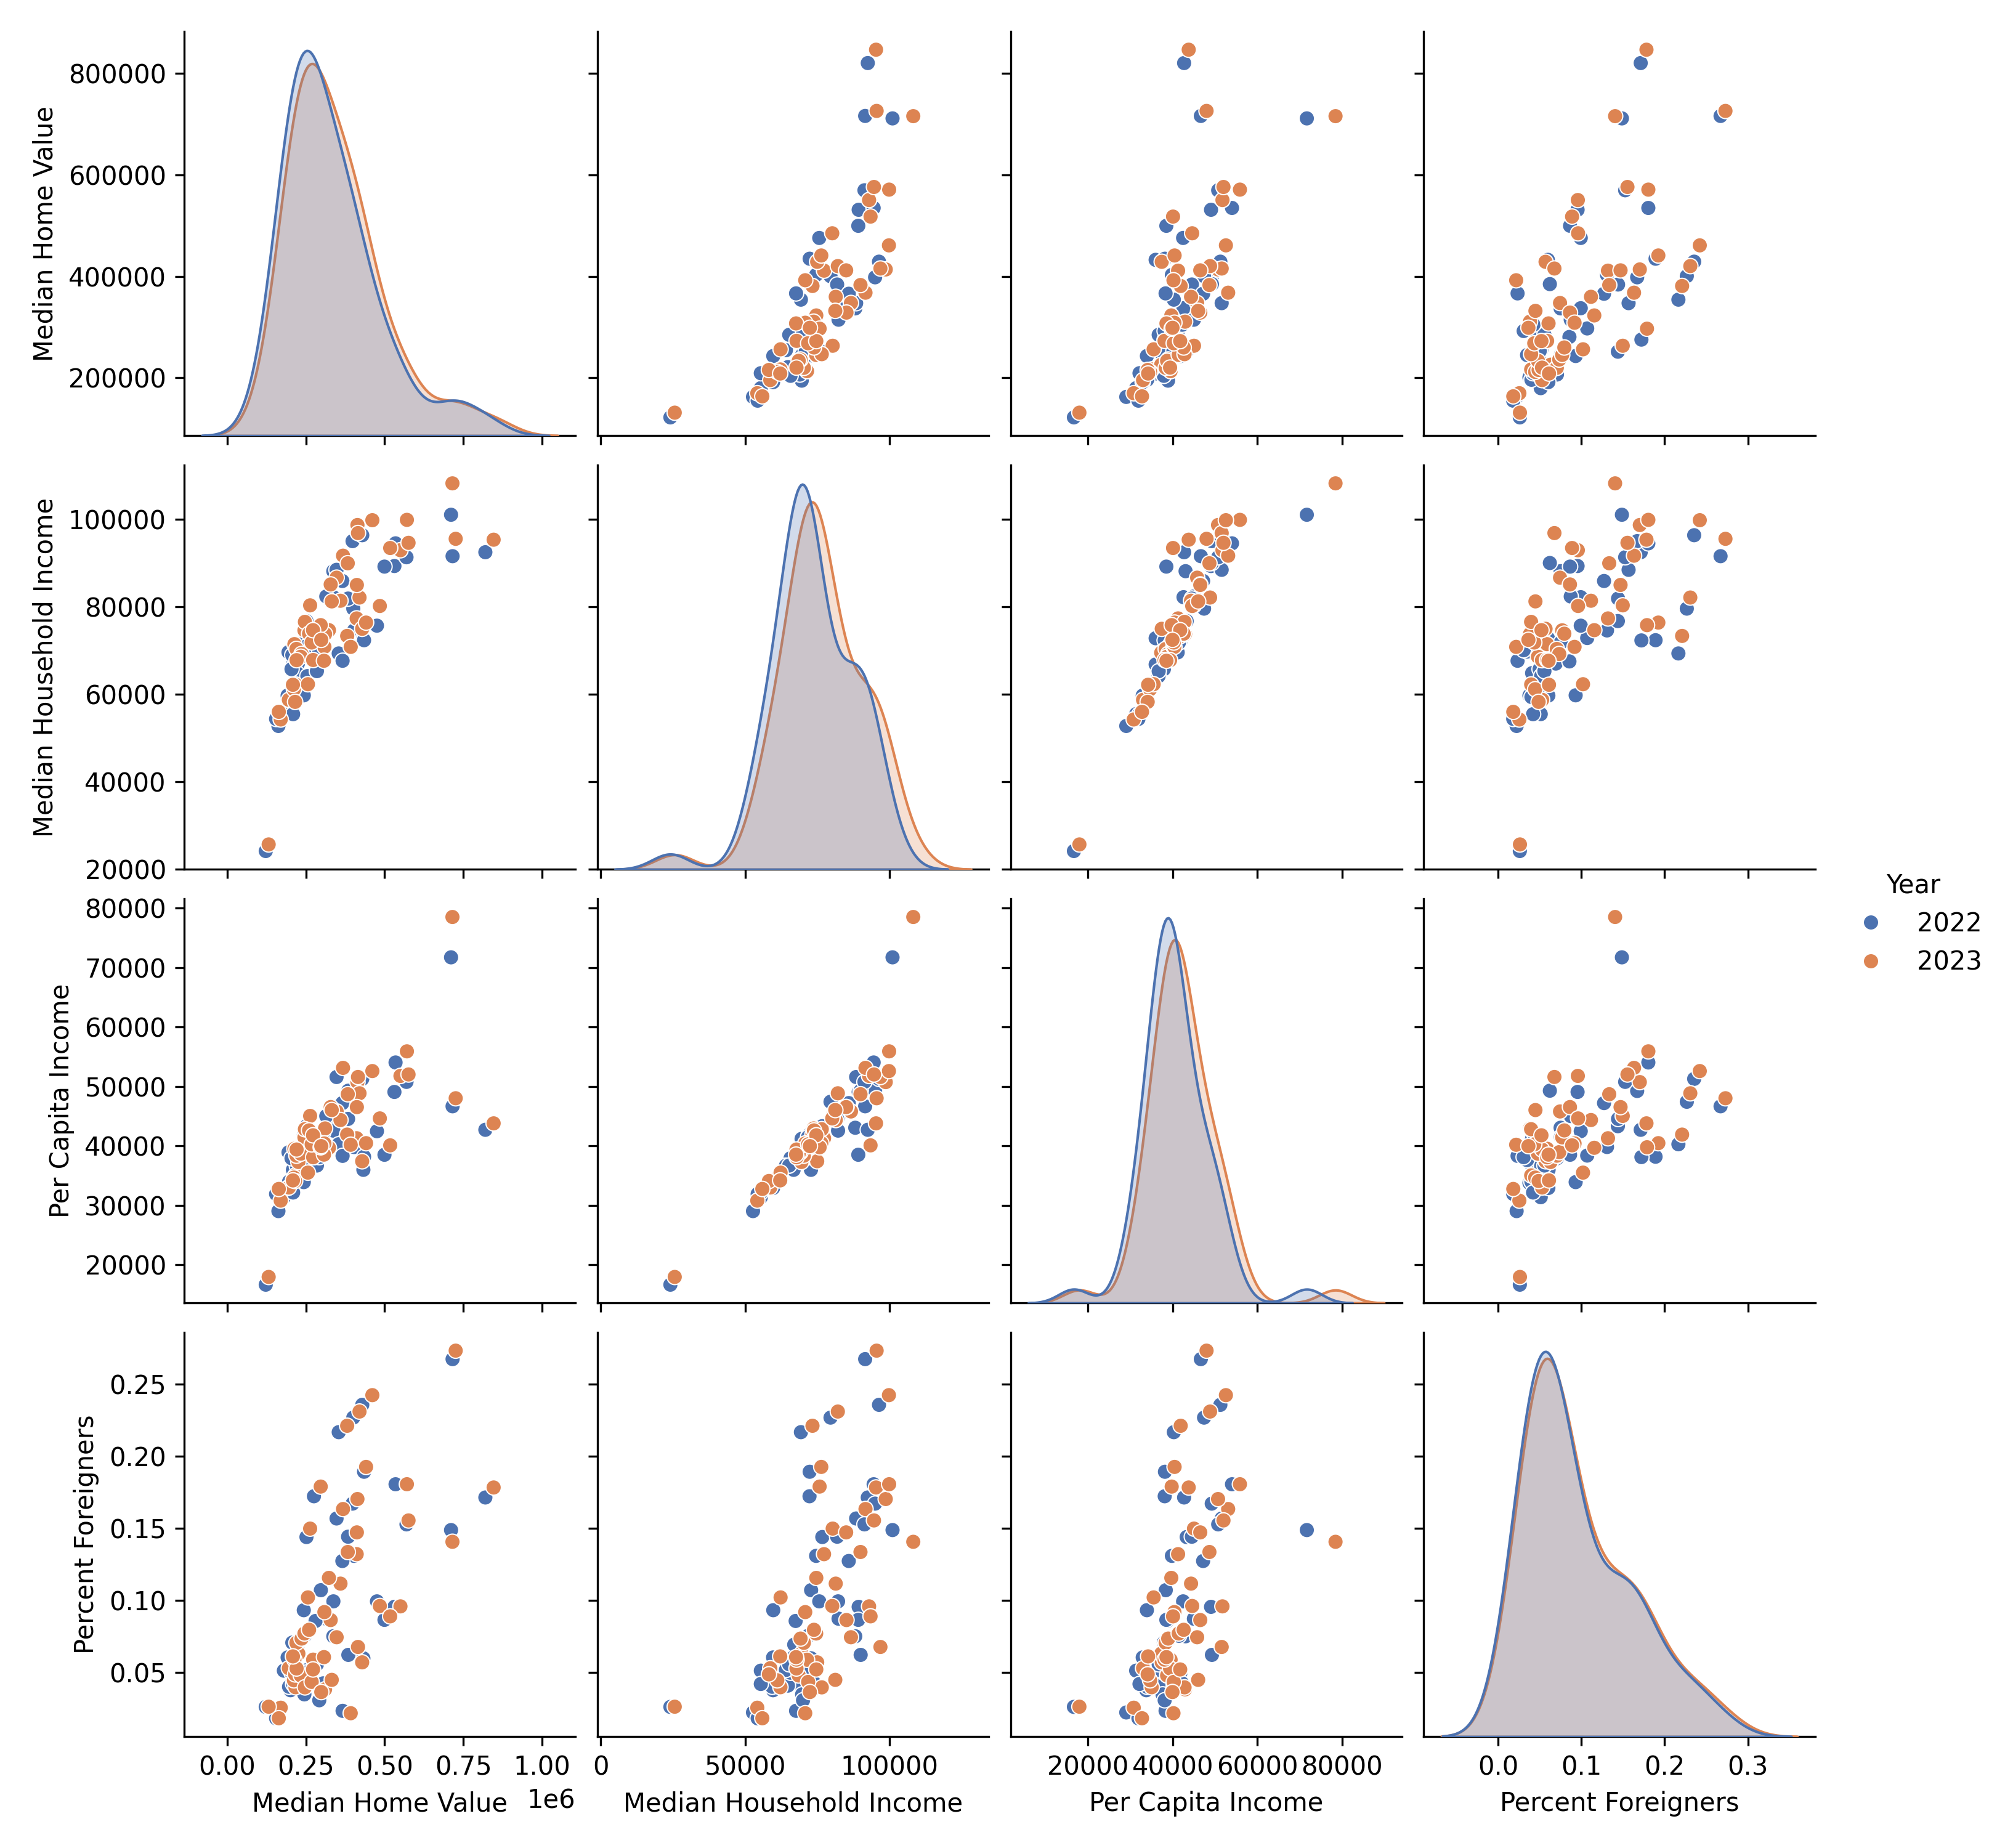 800000
600000
400000
200000
Median Home Value
100000
80000
60000
40000
20000
Median Household Income
Year
2022
2023
80000
70000
60000
50000
40000
30000
20000
Per Capita Income
0.25
0.20
0.15
0.10
0.05
Percent Foreigners
0.00 0.25 0.50 0.75 1.00
1e6
Median Home Value
0 50000 100000
Median Household Income
20000 40000 60000 80000
Per Capita Income
0.0 0.1 0.2 0.3
Percent Foreigners